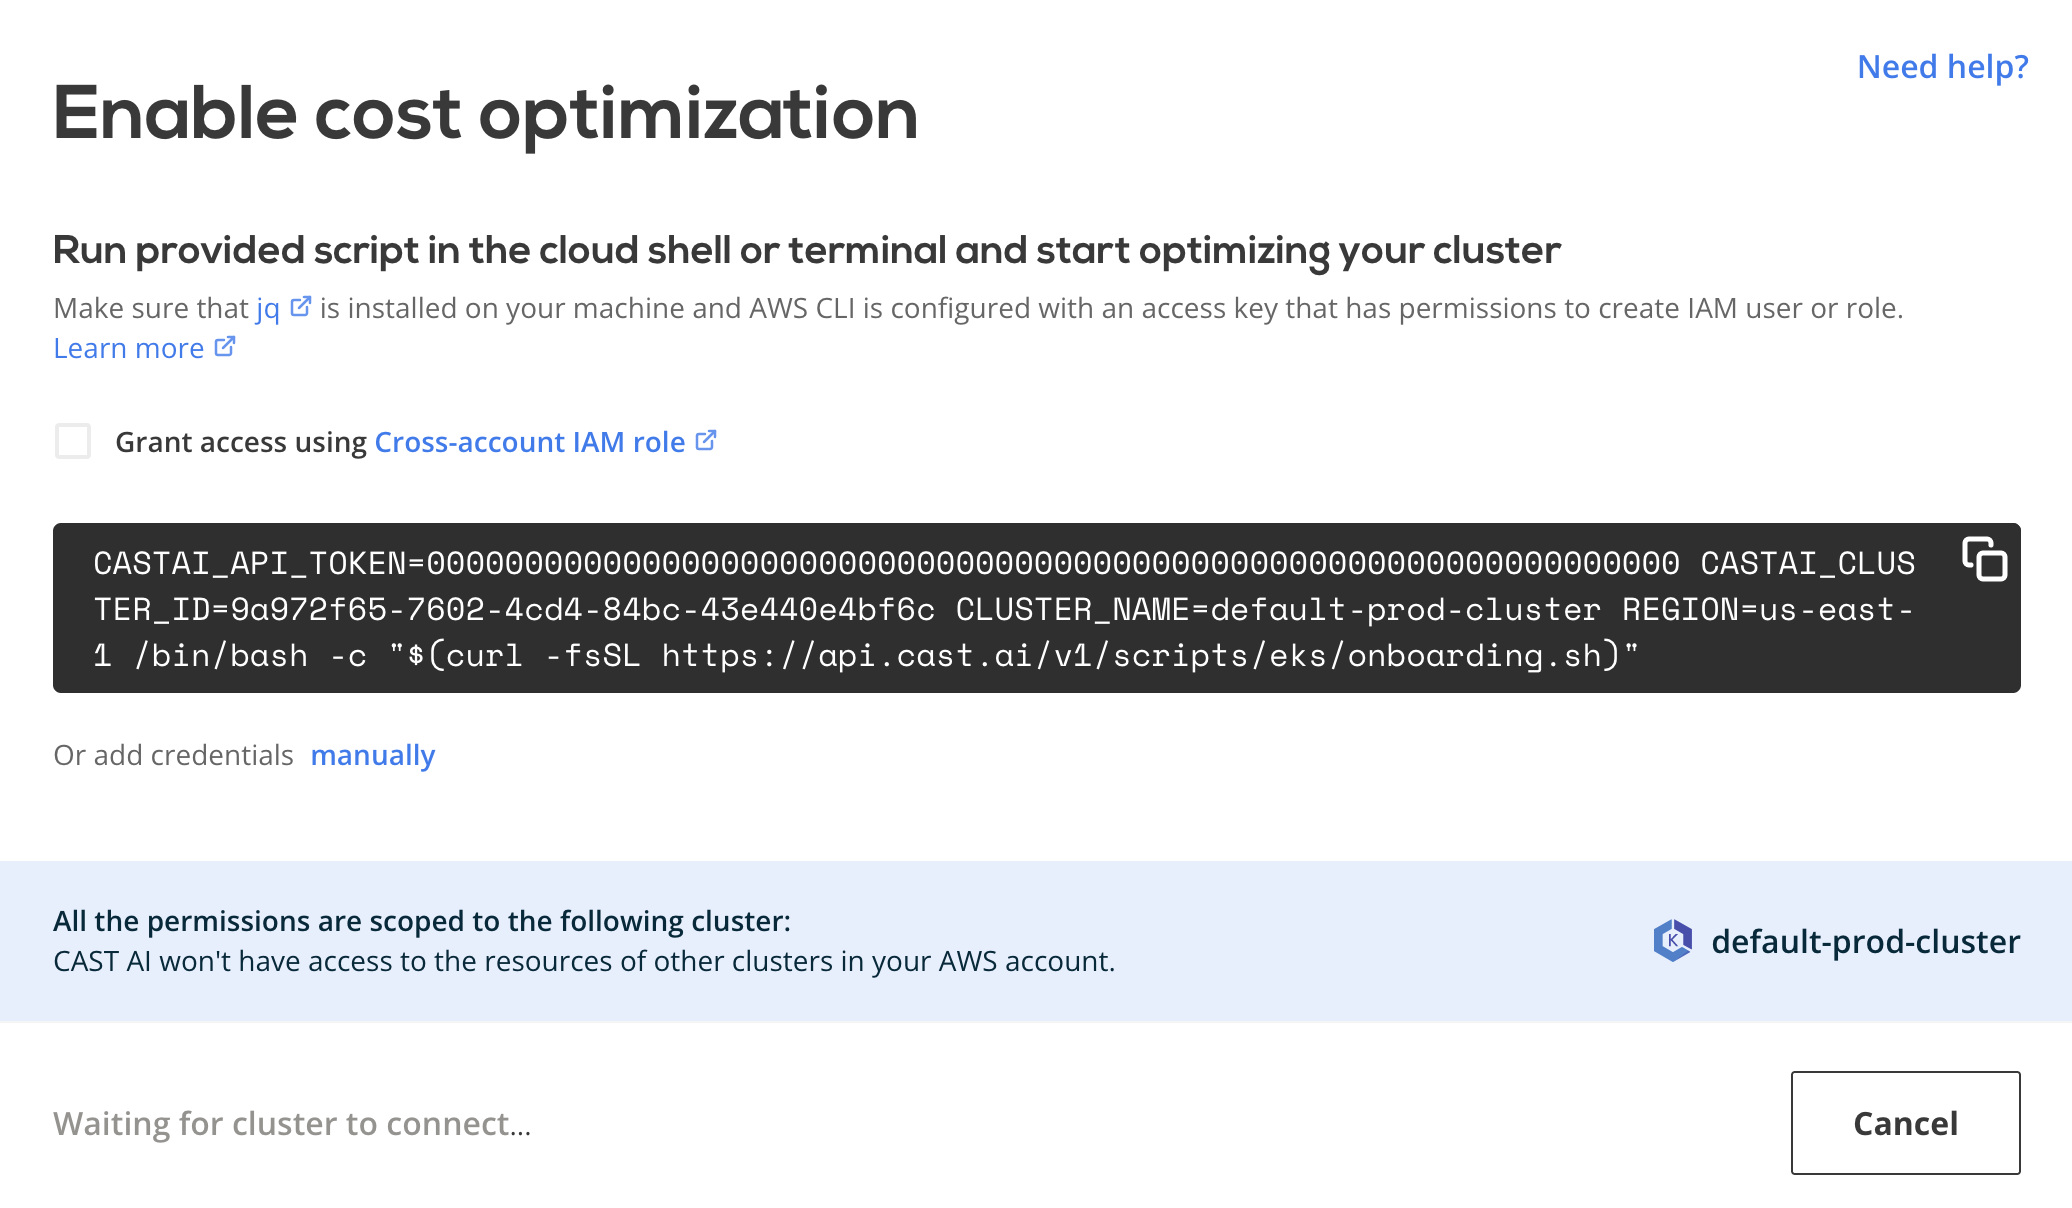 Need help?
Enable cost optimization
Run provided script in the cloud shell or terminal and start optimizing your cluster
Make sure that jq is installed on your machine and AWS CLI is configured with an access key that has permissions to create IAM user or role.
Learn more
Grant access using Cross-account IAM role
CASTAI_API_TOKEN=0000000000000000000000000000000000000000000000000000000000000000 CASTAI_CLUS
TER_ID=9a972f65-7602-4cd4-84bc-43e440e4bf6c CLUSTER_NAME=default-prod-cluster REGION=us-east-
1 /bin/bash -c "$(curl -fsSL https://api.cast.ai/v1/scripts/eks/onboarding.sh)"
Or add credentials manually
All the permissions are scoped to the following cluster:
CAST AI won't have access to the resources of other clusters in your AWS account.
K default-prod-cluster
Waiting for cluster to connect...
Cancel